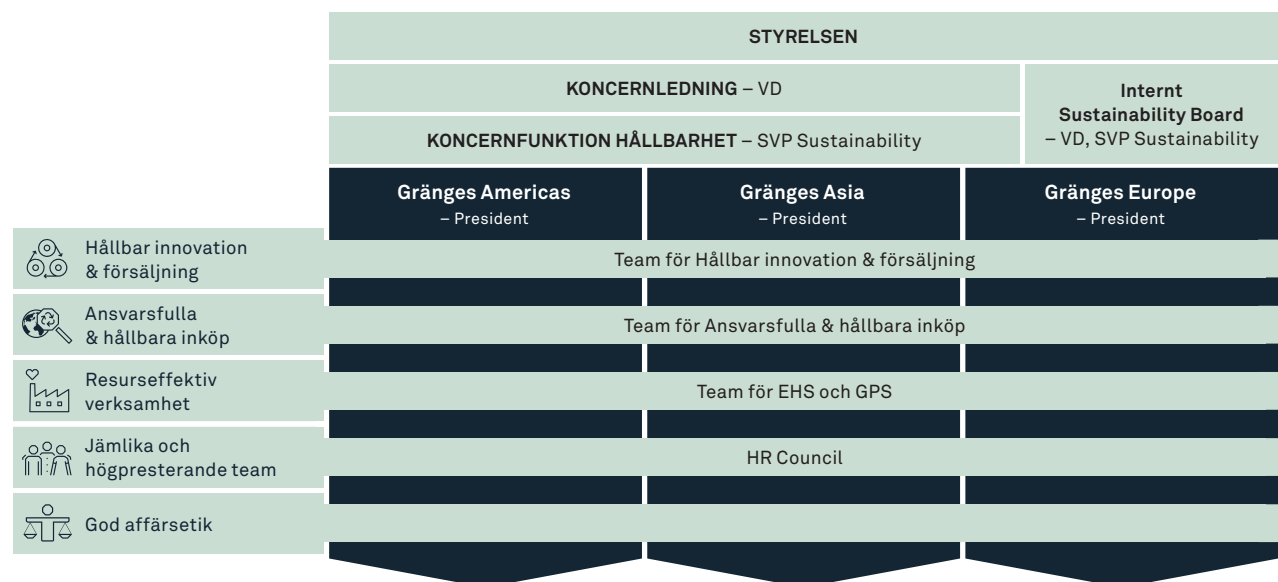 STYRELSEN
KONCERNLEDNING – VD
KONCERNFUNKTION HÅLLBARHET – SVP Sustainability
Internt
Sustainability Board
– VD, SVP Sustainability
Gränges Americas
– President
Gränges Asia
– President
Gränges Europe
– President
Hållbar innovation
& försäljning
Team för Hållbar innovation & försäljning
Ansvarsfulla
& hållbara inköp
Team för Ansvarsfulla & hållbara inköp
Resurseffektiv
verksamhet
Team för EHS och GPS
Jämlika och
högpresterande team
HR Council
God affärsetik